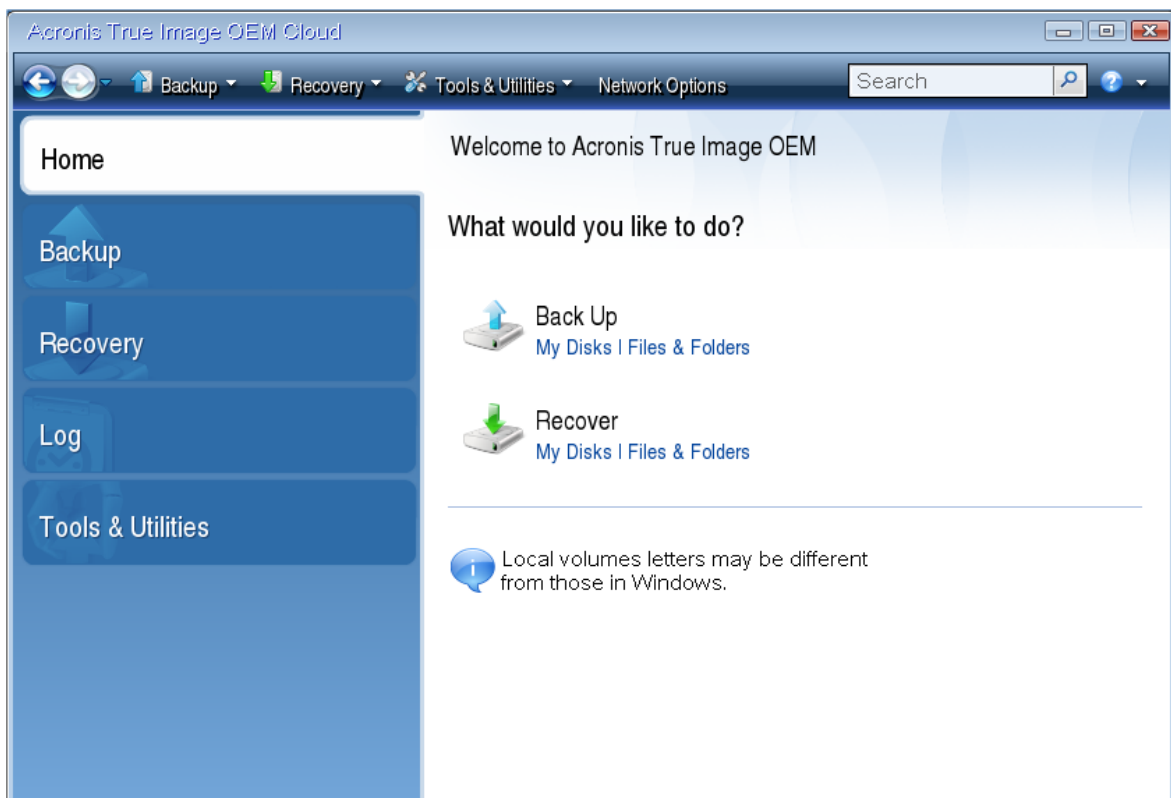 Acronis True Image OEM Cloud
Backup Recovery Tools & Utilities Network Options Search
Home
Backup
Recovery
Log
Tools & Utilities
Welcome to Acronis True Image OEM
What would you like to do?
Back Up
My Disks | Files & Folders
Recover
My Disks | Files & Folders
Local volumes letters may be different
from those in Windows.